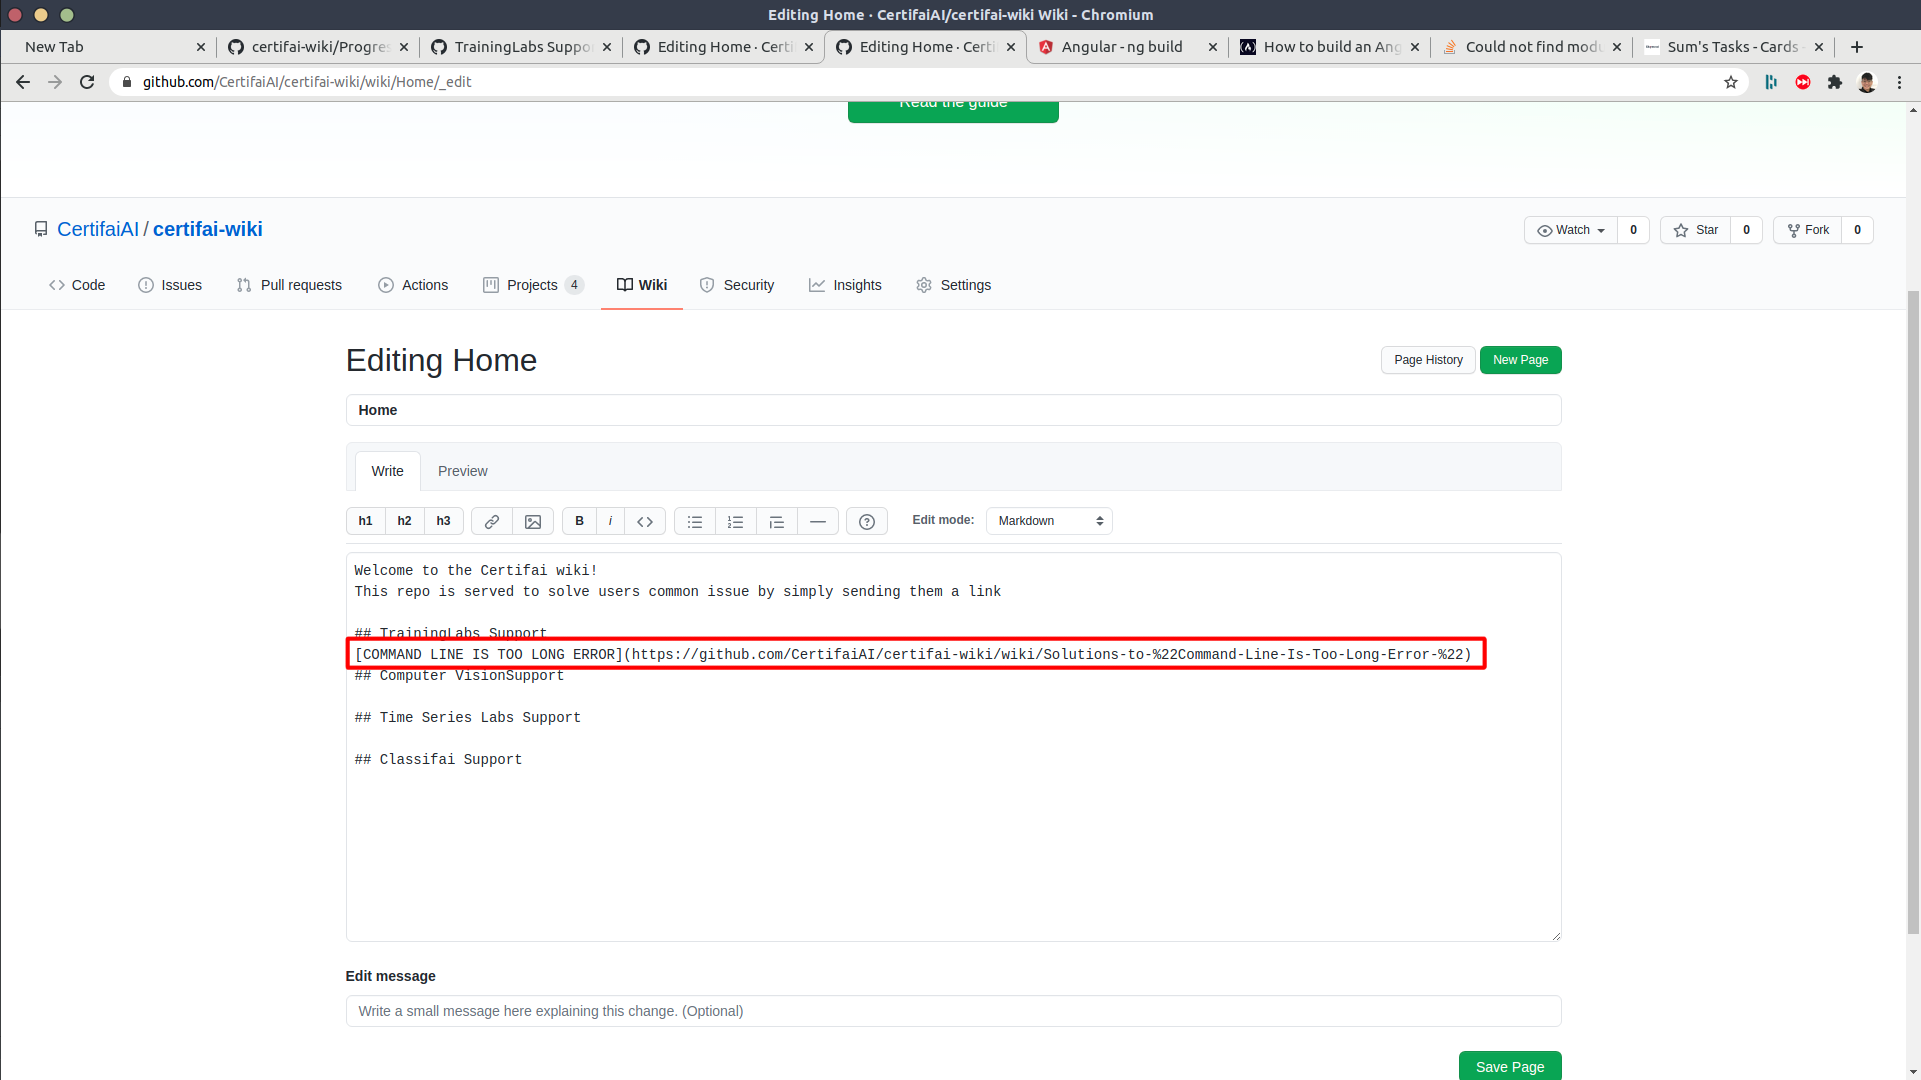 Editing Home · CertifaiAI/certifai-wiki Wiki - Chromium
New Tab
certifai-wiki/Progres
TrainingLabs Suppo
Editing Home · Certi
Editing Home · Certi
Angular - ng build
How to build an Ang
Could not find modu
Sum's Tasks - Cards -
github.com/CertifaiAI/certifai-wiki/wiki/Home/_edit
Read the guide
CertifaiAI / certifai-wiki
Watch 0
Star 0
Fork 0
Code
Issues
Pull requests
Actions
Projects 4
Wiki
Security
Insights
Settings
Editing Home
Page History
New Page
Home
Write
Preview
h1 h2 h3 B i Edit mode: Markdown
Welcome to the Certifai wiki!
This repo is served to solve users common issue by simply sending them a link
## TrainingLabs Support
[COMMAND LINE IS TOO LONG ERROR](https://github.com/CertifaiAI/certifai-wiki/wiki/Solutions-to-%22Command-Line-Is-Too-Long-Error-%22)
## Computer VisionSupport
## Time Series Labs Support
## Classifai Support
Edit message
Write a small message here explaining this change. (Optional)
Save Page